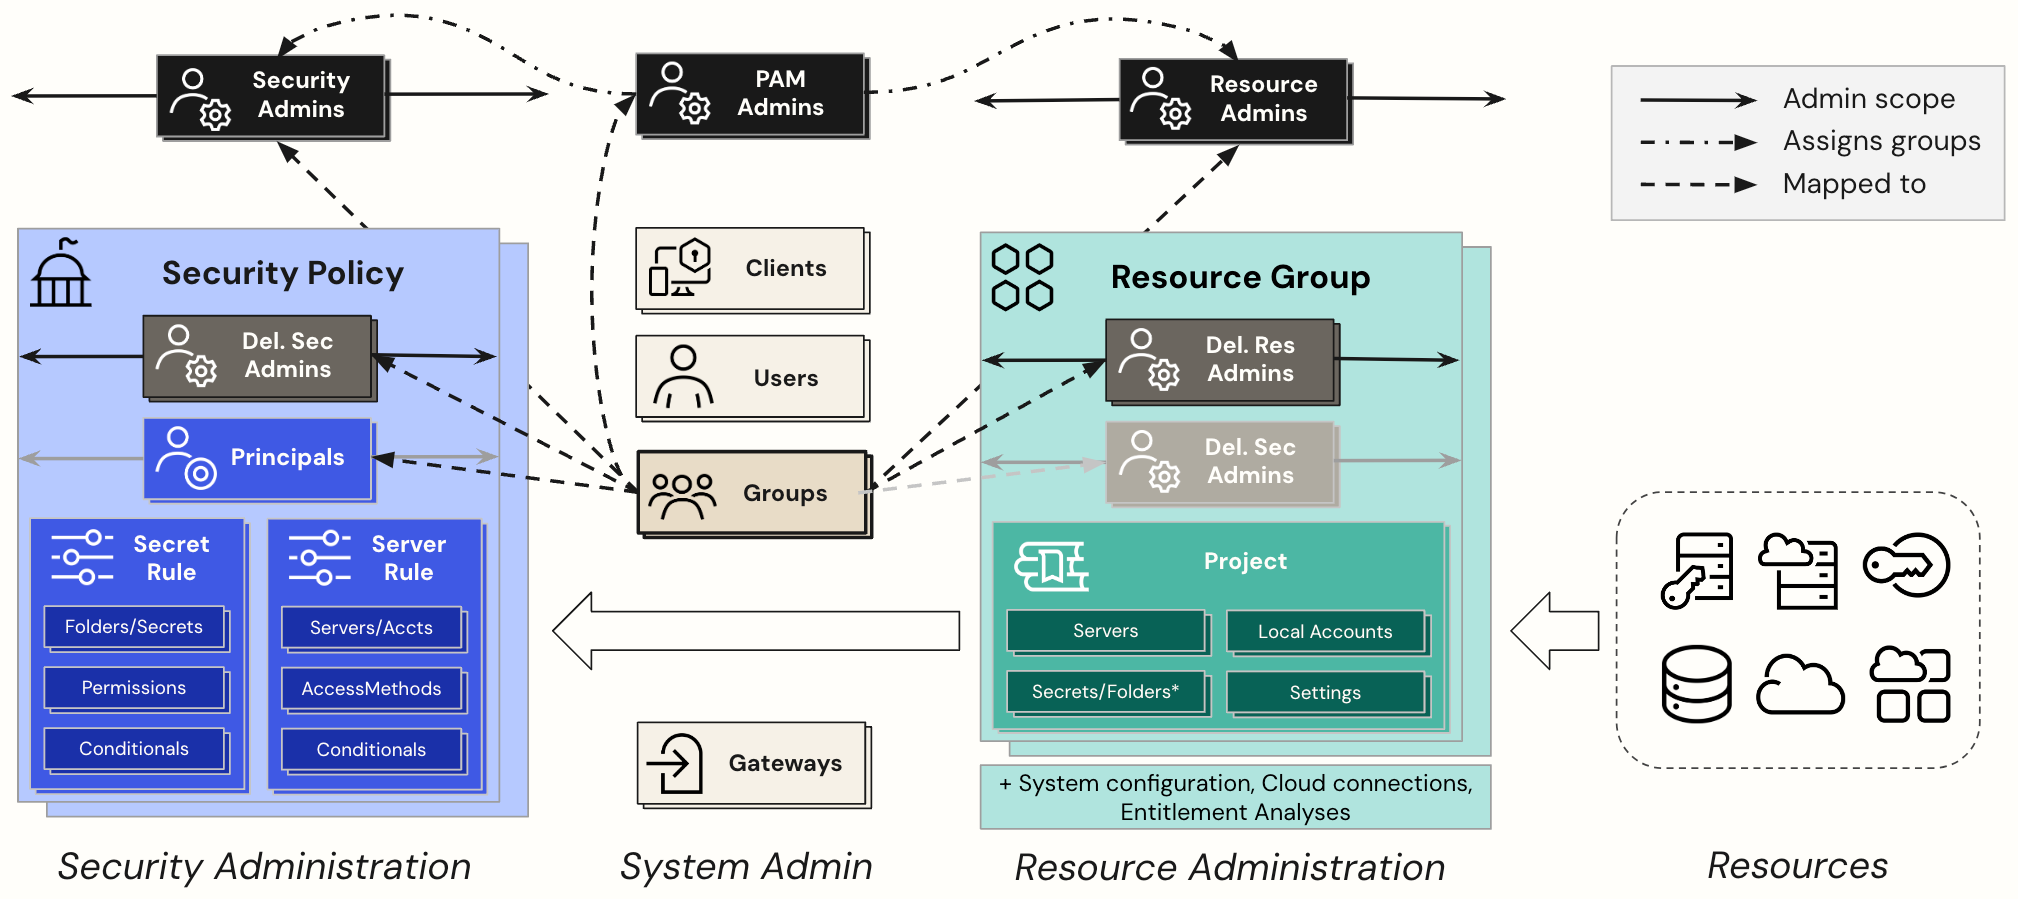 Security
Admins
PAM
Admins
Resource
Admins
Admin scope
Assigns groups
Mapped to
Security Policy
Del. Sec
Admins
Principals
Secret
Rule
Folders/Secrets
Permissions
Conditionals
Server
Rule
Servers/Accts
AccessMethods
Conditionals
Clients
Users
Groups
Gateways
Resource Group
Del. Res
Admins
Del. Sec
Admins
Project
Servers
Local Accounts
Secrets/Folders*
Settings
+ System configuration, Cloud connections,
Entitlement Analyses
Security Administration
System Admin
Resource Administration
Resources